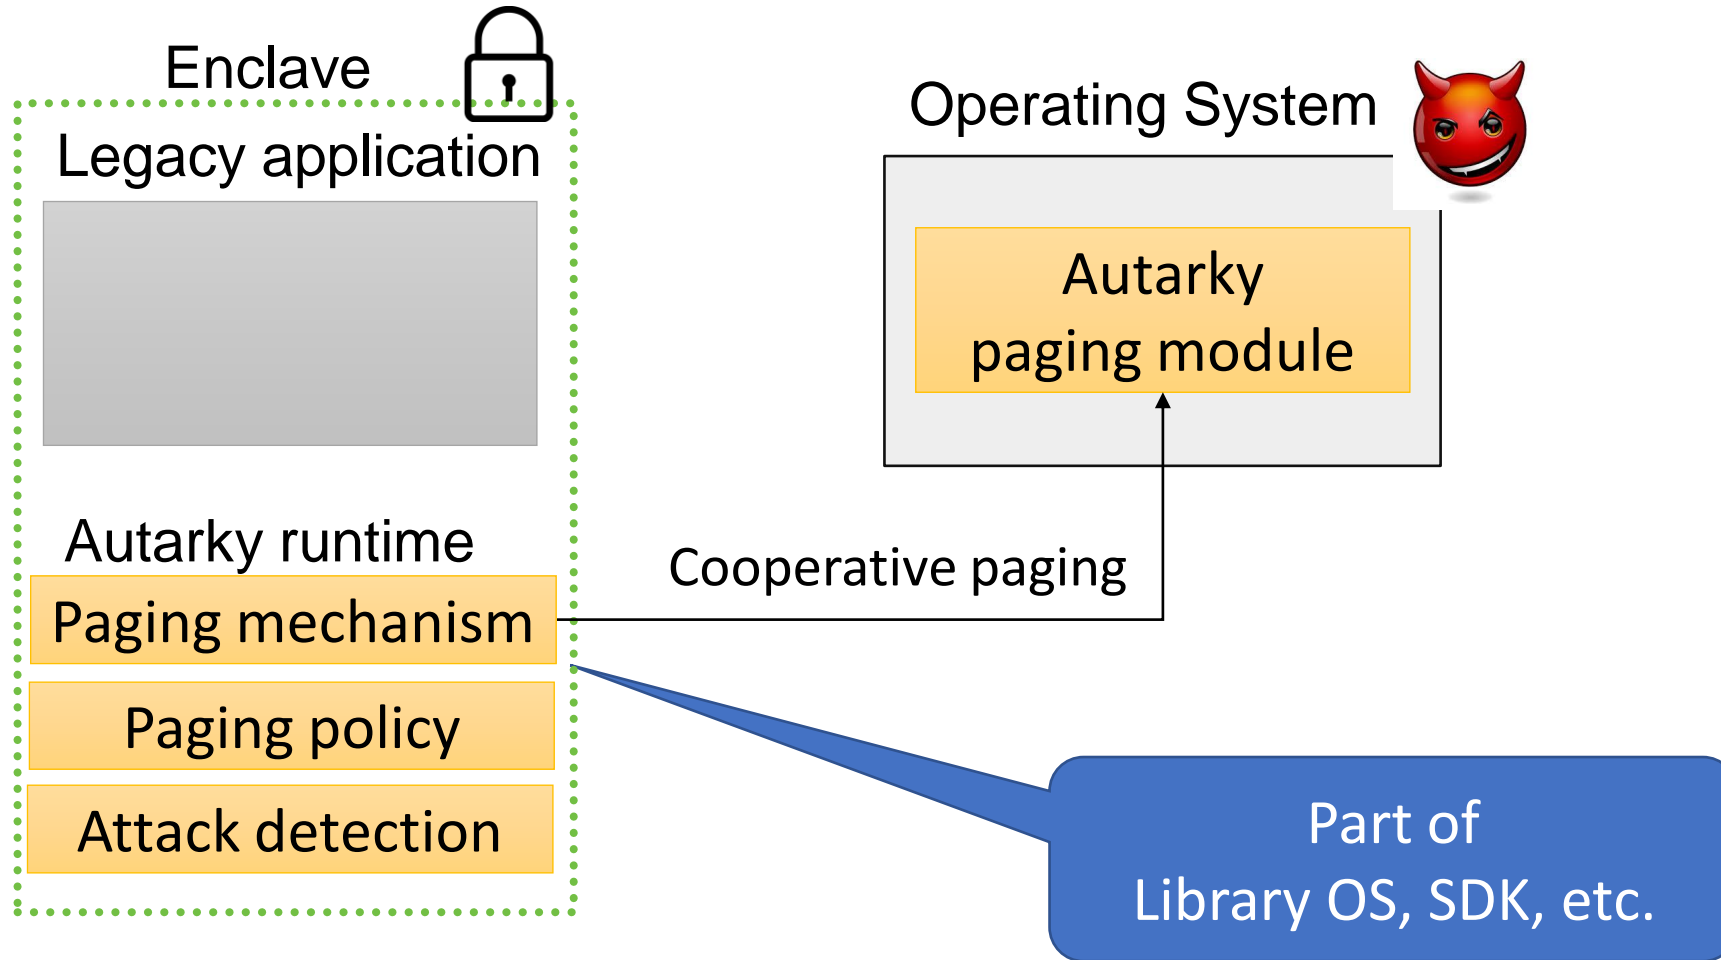 Enclave
Legacy application
Autarky runtime
Paging mechanism
Paging policy
Attack detection
Cooperative paging
Operating System
Autarky
paging module
Part of
Library OS, SDK, etc.